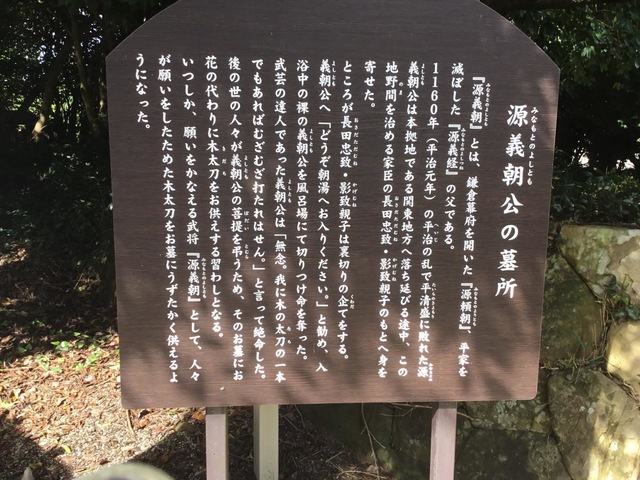 源義朝公の墓所
みなもとのよしとも
『源義朝』とは、鎌倉幕府を開いた『源頼朝』、平家を
滅ぼした『源義経』の父である。
1160年（平治元年）の平治の乱で平清盛に敗れた源
義朝公は本拠地である関東地方へ落ち延びる途中、この
地野間を治める家臣の長田忠致・影致親子のもとへ身を
寄せた。
ところが長田忠致・影致親子は裏切りの企てをする。
義朝公へ「どうぞ朝湯へお入りください。」と勧め、入
浴中の裸の義朝公を風呂場にて切りつけ命を奪った。
武芸の達人であった義朝公は「無念。我に木の太刀の一本
でもあればむざむざ打たれはせん。」と言って絶命した。
後の世の人々が義朝公の菩提を弔うため、そのお墓にお
花の代わりに木太刀をお供えする習わしとなる。
いつしか、願いをかなえる武将『源義朝』として、人々
が願いをしたためた木太刀をお墓にうずたかく供えるよ
うになった。